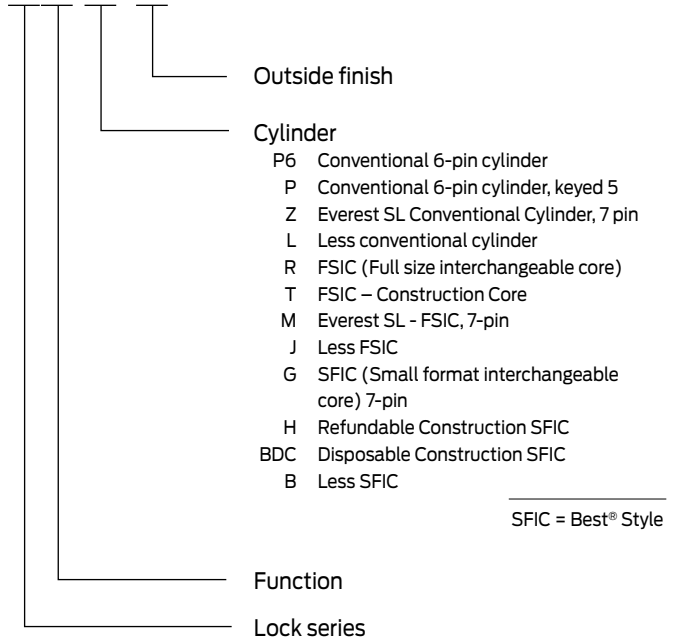 Outside finish
Cylinder
P6 Conventional 6-pin cylinder
P Conventional 6-pin cylinder, keyed 5
Z Everest SL Conventional Cylinder, 7 pin
L Less conventional cylinder
R FSIC (Full size interchangeable core)
T FSIC – Construction Core
M Everest SL - FSIC, 7-pin
J Less FSIC
G SFIC (Small format interchangeable
core) 7-pin
H Refundable Construction SFIC
BDC Disposable Construction SFIC
B Less SFIC
SFIC = Best® Style
Function
Lock series